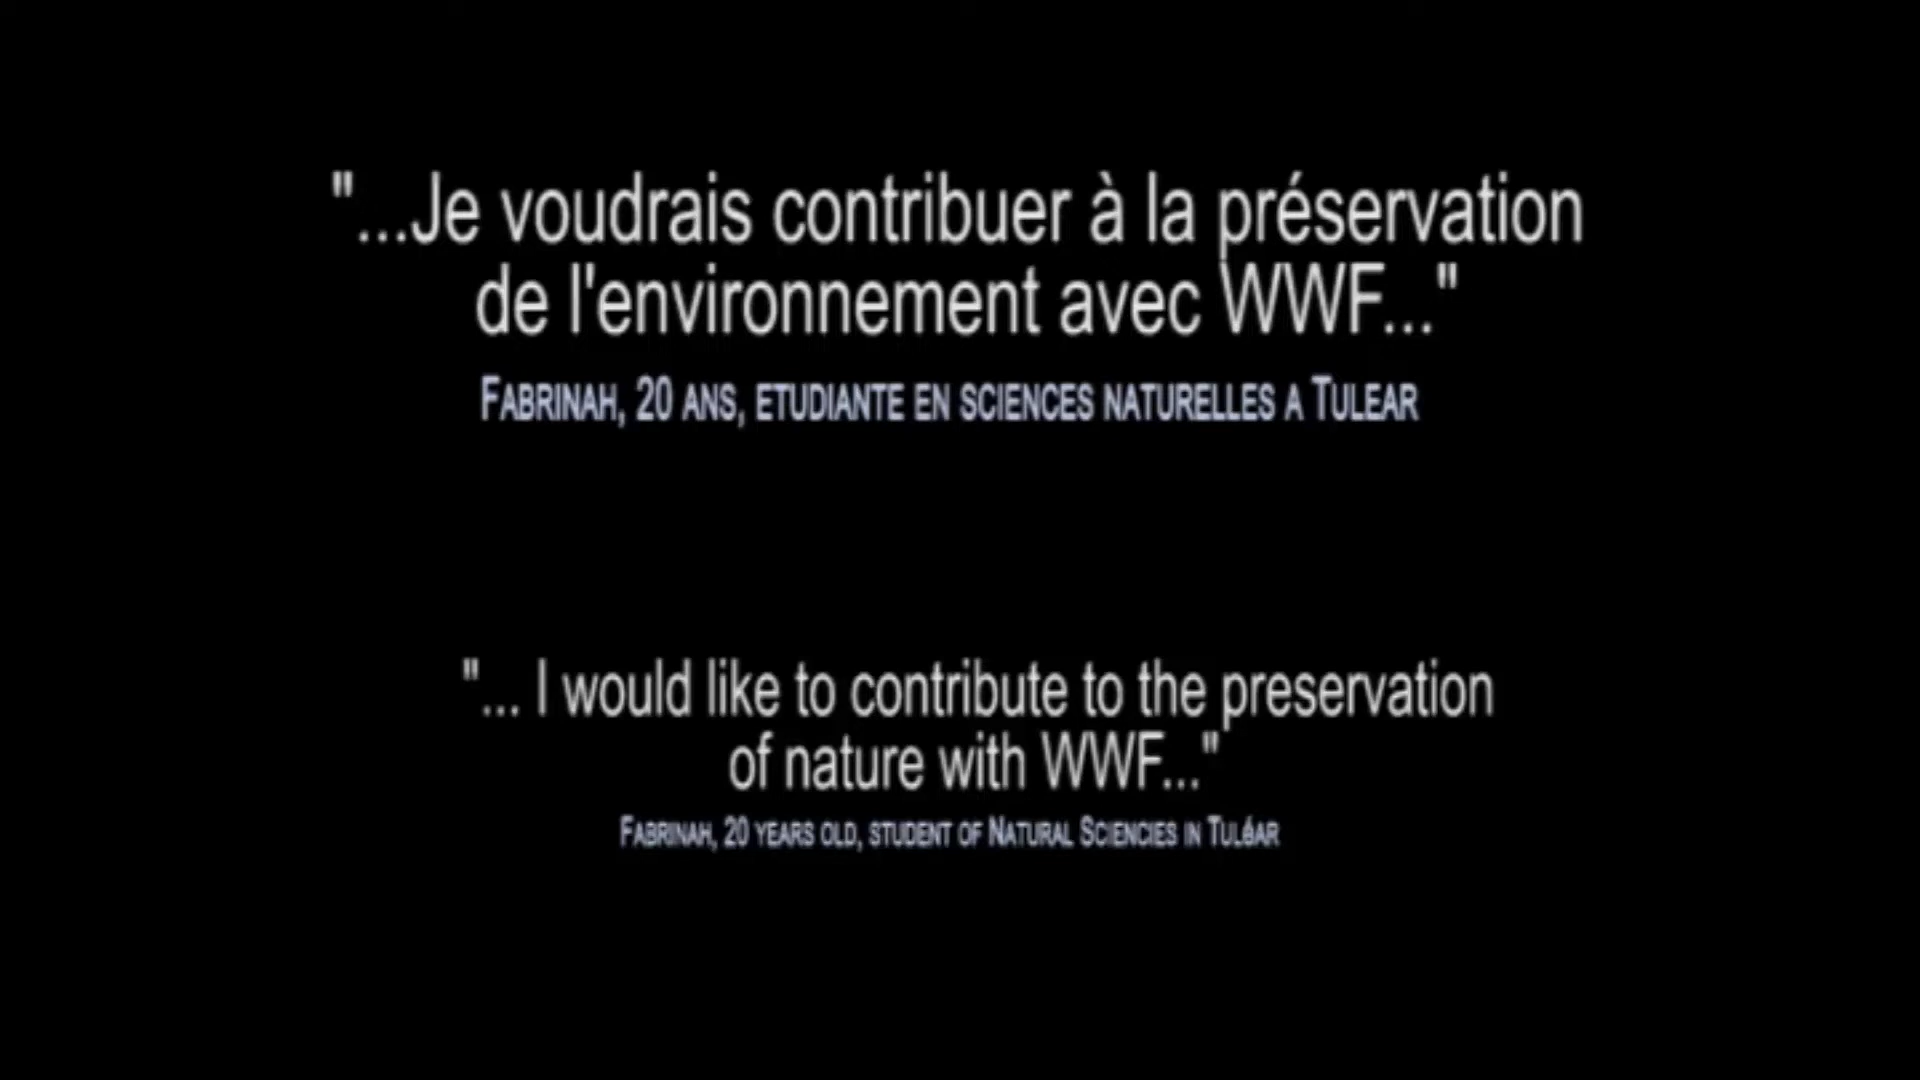 "...Je voudrais contribuer à la préservation
de l'environnement avec WWF..."
FABRINAH, 20 ANS, ETUDIANTE EN SCIENCES NATURELLES A TULEAR
"... I would like to contribute to the preservation
of nature with WWF..."
FABRINAH, 20 YEARS OLD, STUDENT OF NATURAL SCIENCIES IN TULéAR